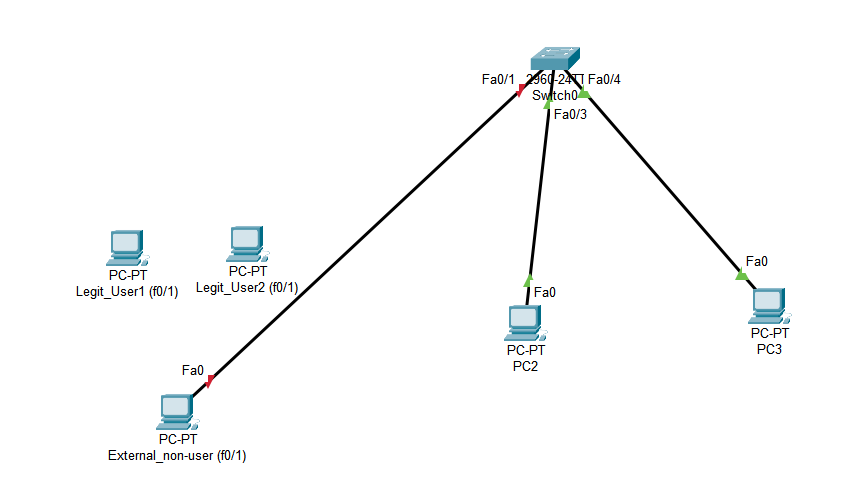 Fa0/1
2960-24TT
Fa0/4
Switch0
Fa0/3
PC-PT
Legit_User1 (f0/1)
PC-PT
Legit_User2 (f0/1)
Fa0
Fa0
PC-PT
PC3
Fa0
PC-PT
PC2
PC-PT
External_non-user (f0/1)